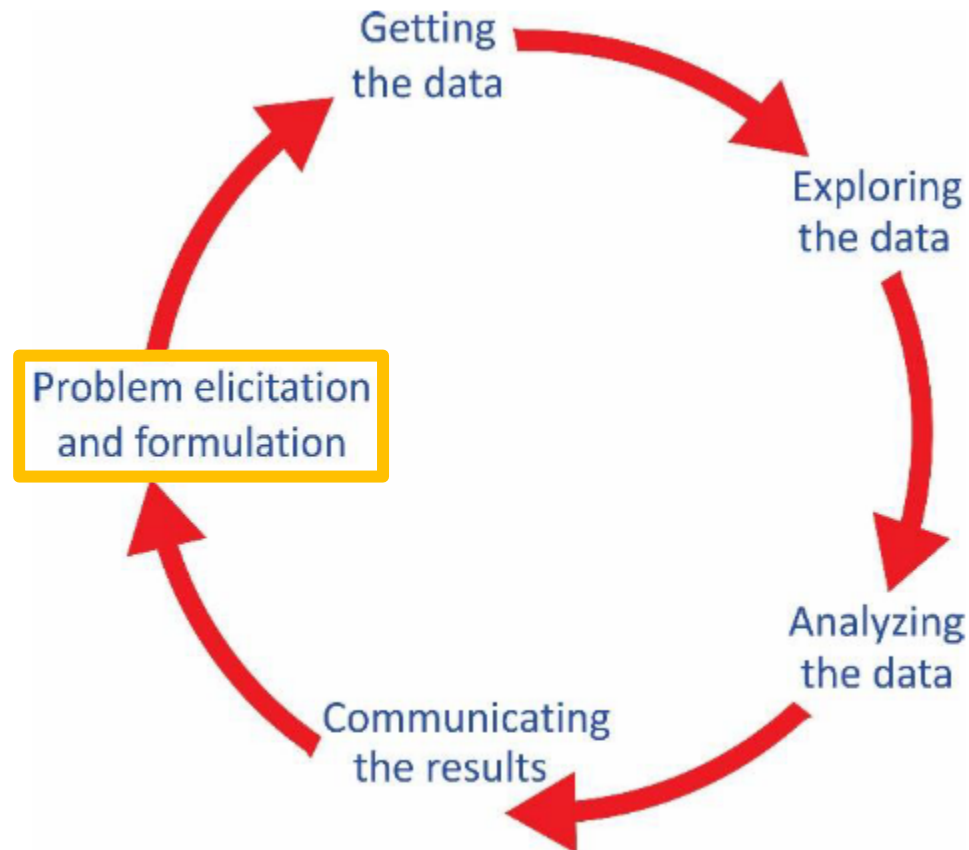 Getting
the data
Exploring
the data
Problem elicitation
and formulation
Analyzing
the data
Communicating
the results